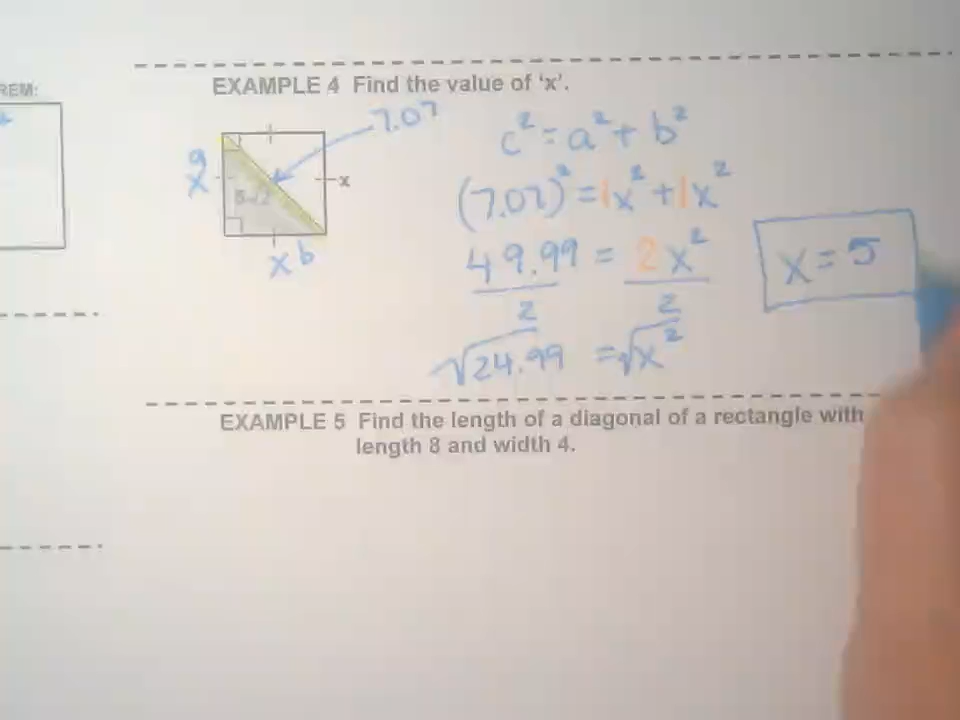 REM:
EXAMPLE 4 Find the value of 'x'.
7.07
c² = a² + b²
a
x
5√2
x
x b
(7.07)² = 1x² + 1x²
49.99 = 2x²
2 2
√24.99 = √x²
x = 5
EXAMPLE 5 Find the length of a diagonal of a rectangle with
length 8 and width 4.